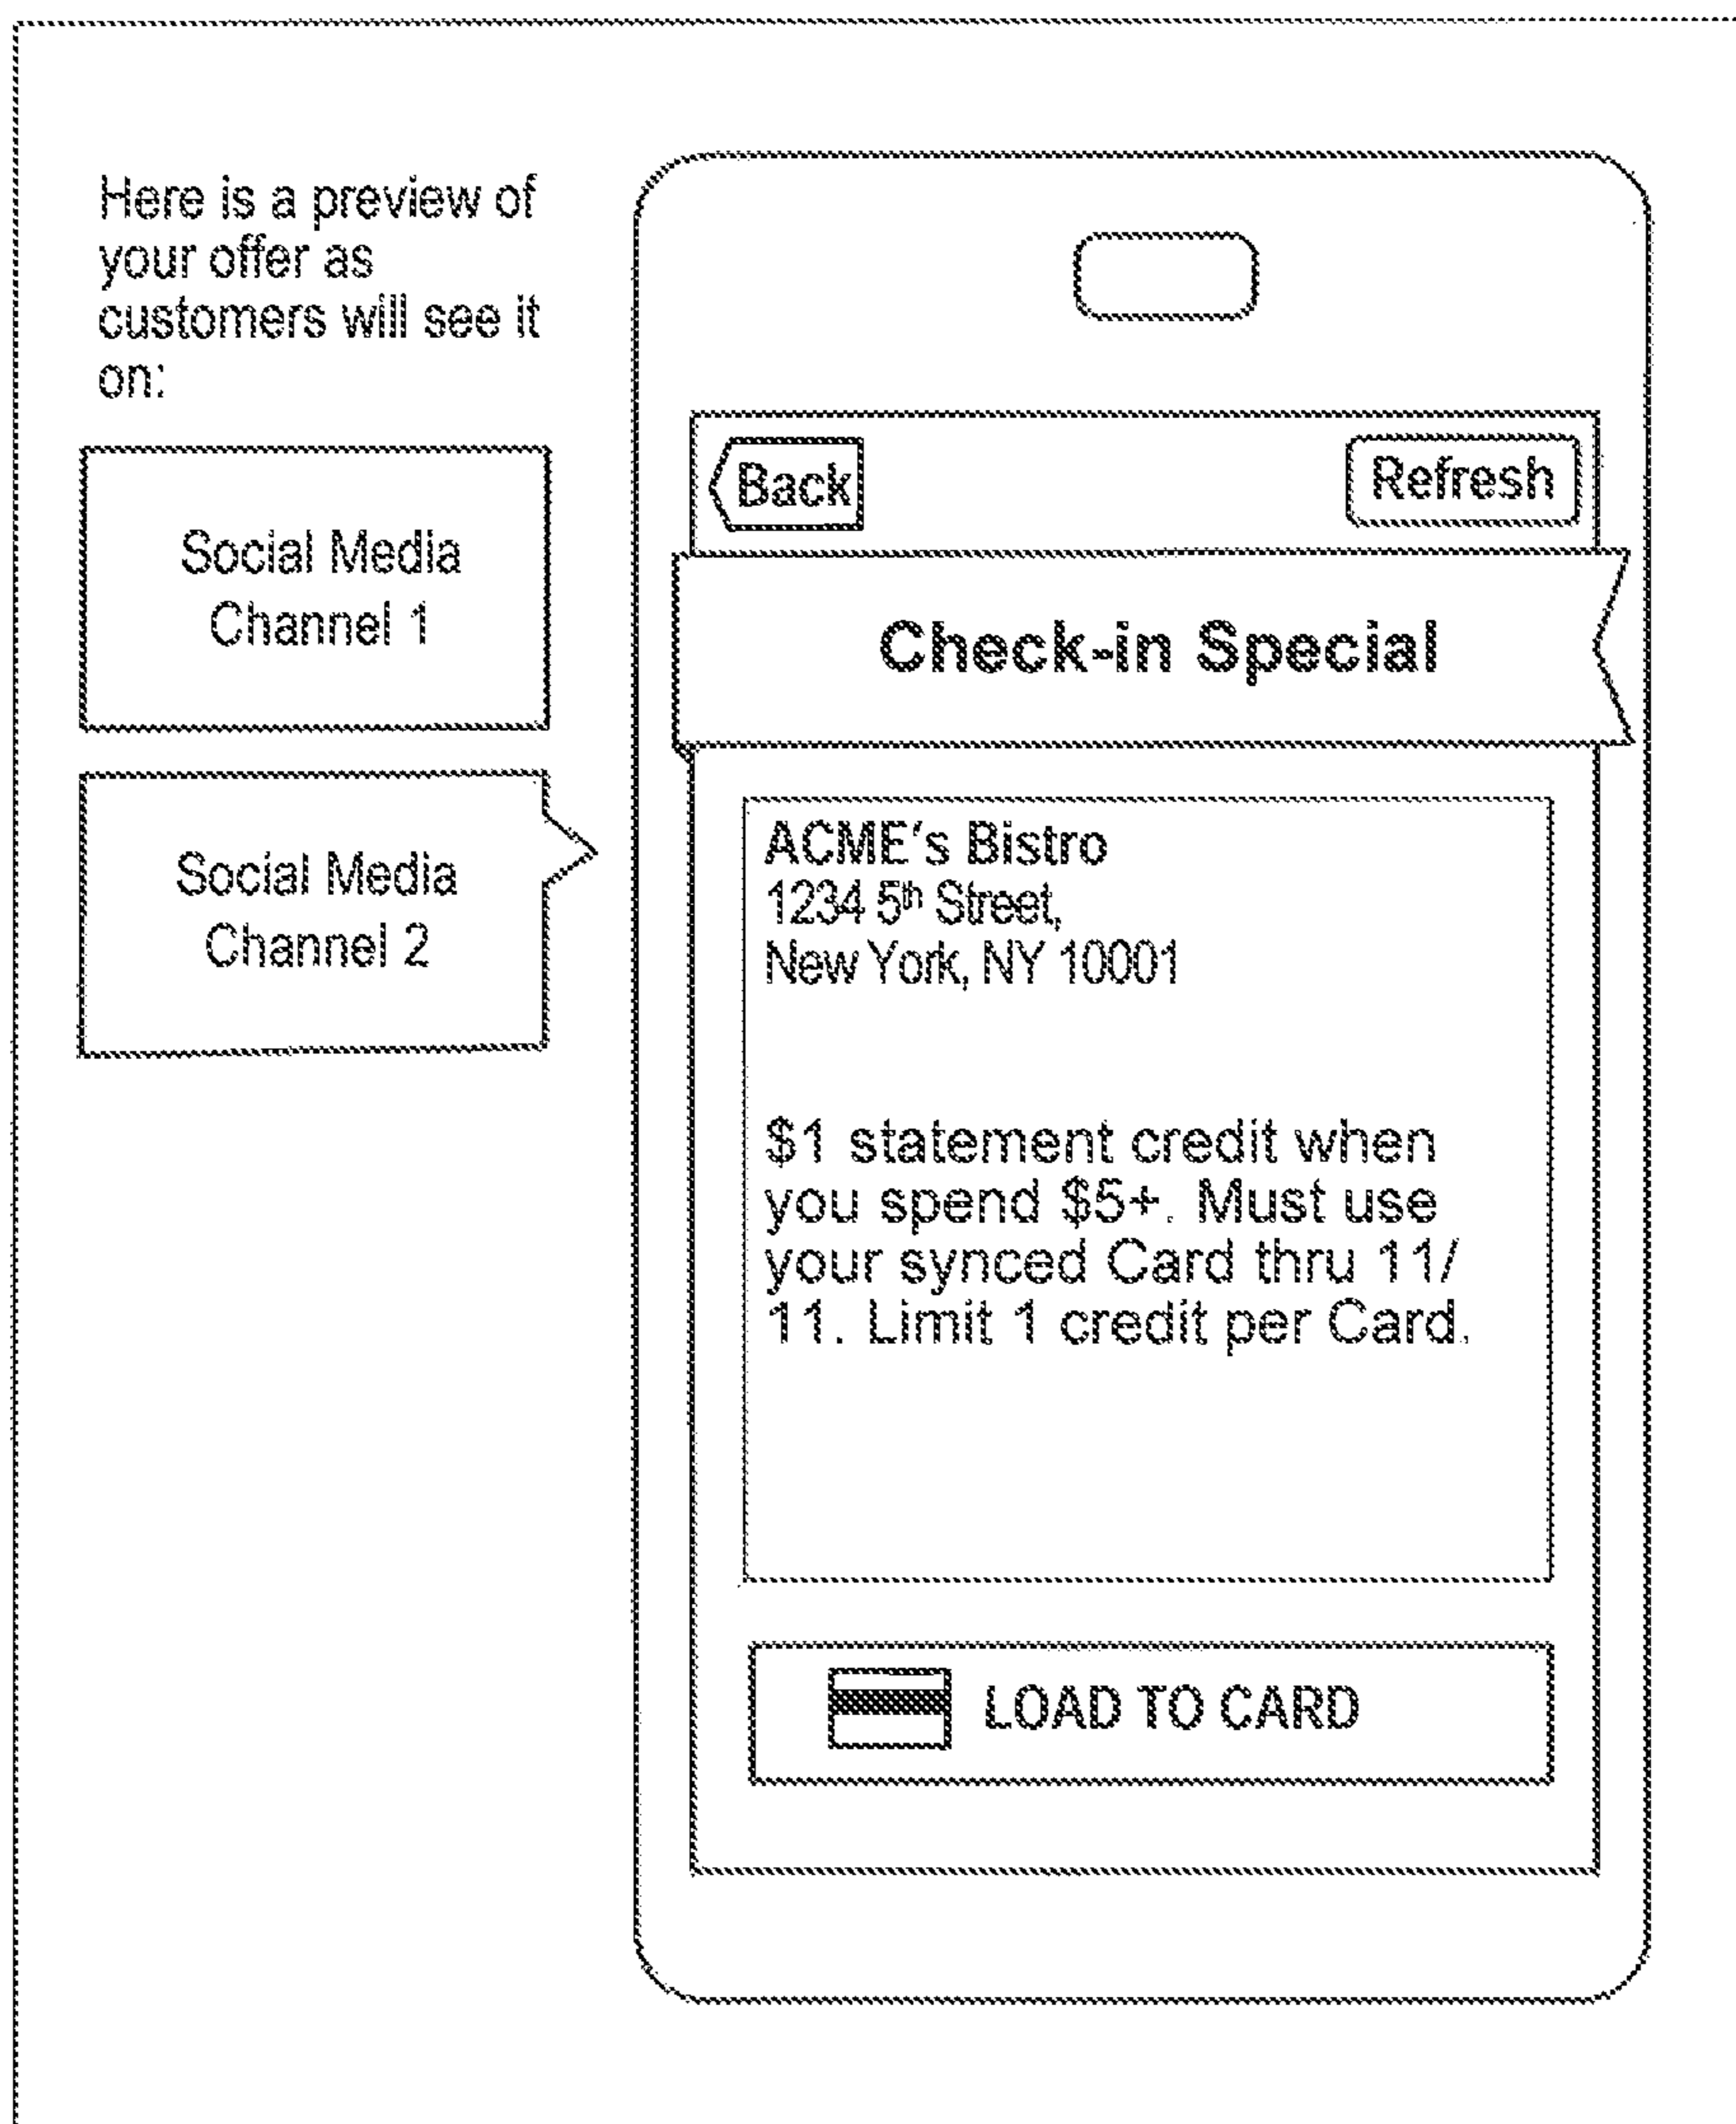 Here is a preview of
your offer as
customers will see it
on:
Social Media
Channel 1
Social Media
Channel 2
Back
Refresh
Check-in Special
ACME's Bistro
1234 5th Street,
New York, NY 10001
$1 statement credit when
you spend $5+. Must use
your synced Card thru 11/
11. Limit 1 credit per Card.
LOAD TO CARD